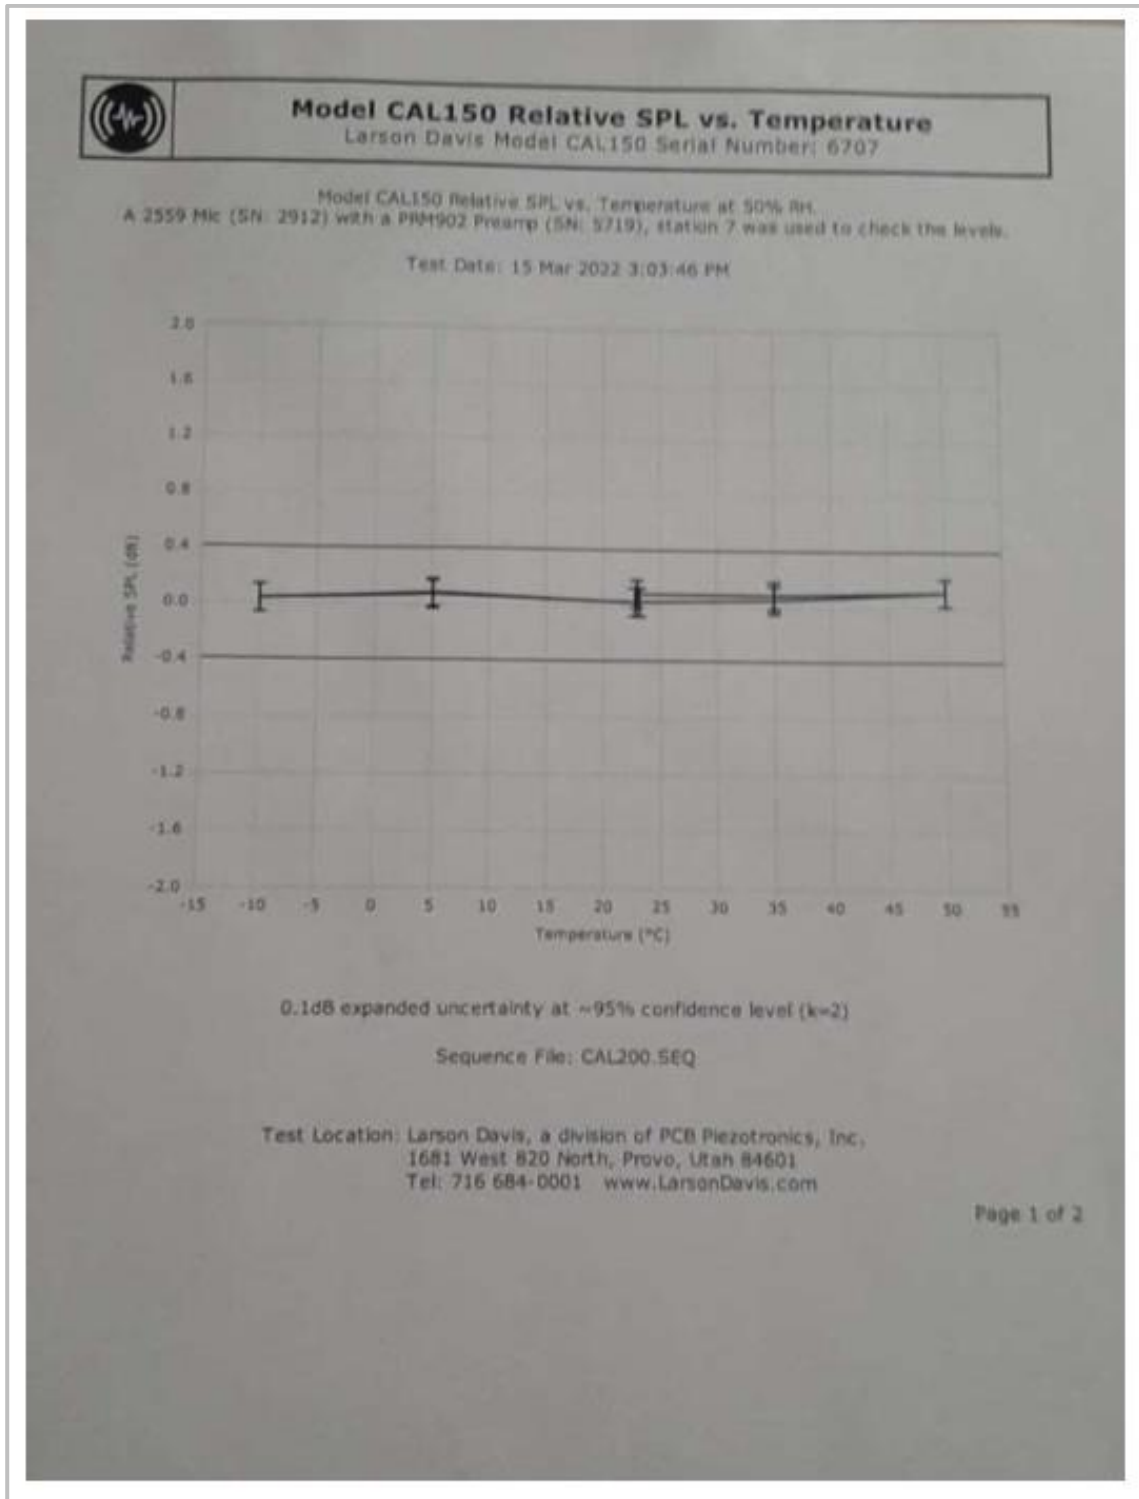 Model CAL150 Relative SPL vs. Temperature
Larson Davis Model CAL150 Serial Number: 6707
Model CAL150 Relative SPL vs. Temperature at 50% RH.
A 2559 Mic (SN: 2912) with a PRM902 Preamp (SN: 5719), station 7 was used to check the levels.
Test Date: 15 Mar 2022 3:03:46 PM
2.0
1.6
1.2
0.8
0.4
0.0
-0.4
-0.8
-1.2
-1.6
-2.0
Relative SPL (dB)
-15 -10 -5 0 5 10 15 20 25 30 35 40 45 50 55
Temperature (°C)
0.1dB expanded uncertainty at ~95% confidence level (k=2)
Sequence File: CAL200.SEQ
Test Location: Larson Davis, a division of PCB Piezotronics, Inc.
1681 West 820 North, Provo, Utah 84601
Tel: 716 684-0001 www.LarsonDavis.com
Page 1 of 2